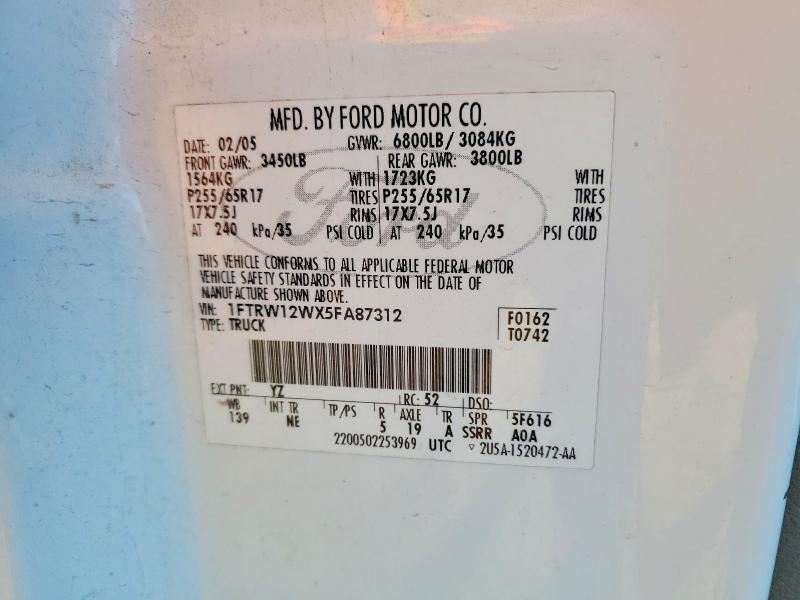 MFD. BY FORD MOTOR CO.
DATE: 02/05 GVWR: 6800LB/ 3084KG
FRONT GAWR: 3450LB REAR GAWR: 3800LB
1564KG WITH 1723KG WITH
P255/65R17 TIRES P255/65R17 TIRES
17X7.5J RIMS 17X7.5J RIMS
AT 240 kPa/35 PSI COLD AT 240 kPa/35 PSI COLD
Ford
THIS VEHICLE CONFORMS TO ALL APPLICABLE FEDERAL MOTOR
VEHICLE SAFETY STANDARDS IN EFFECT ON THE DATE OF
MANUFACTURE SHOWN ABOVE.
VIN: 1FTRW12WX5FA87312 F0162
TYPE: TRUCK T0742
EXT PNT: YZ RC: 52 DSO:
WB INT TR TP/PS R AXLE TR SPR 5F616
139 NE 5 19 A SSRR A0A
2200502253969 UTC ▽ 2U5A-1520472-AA